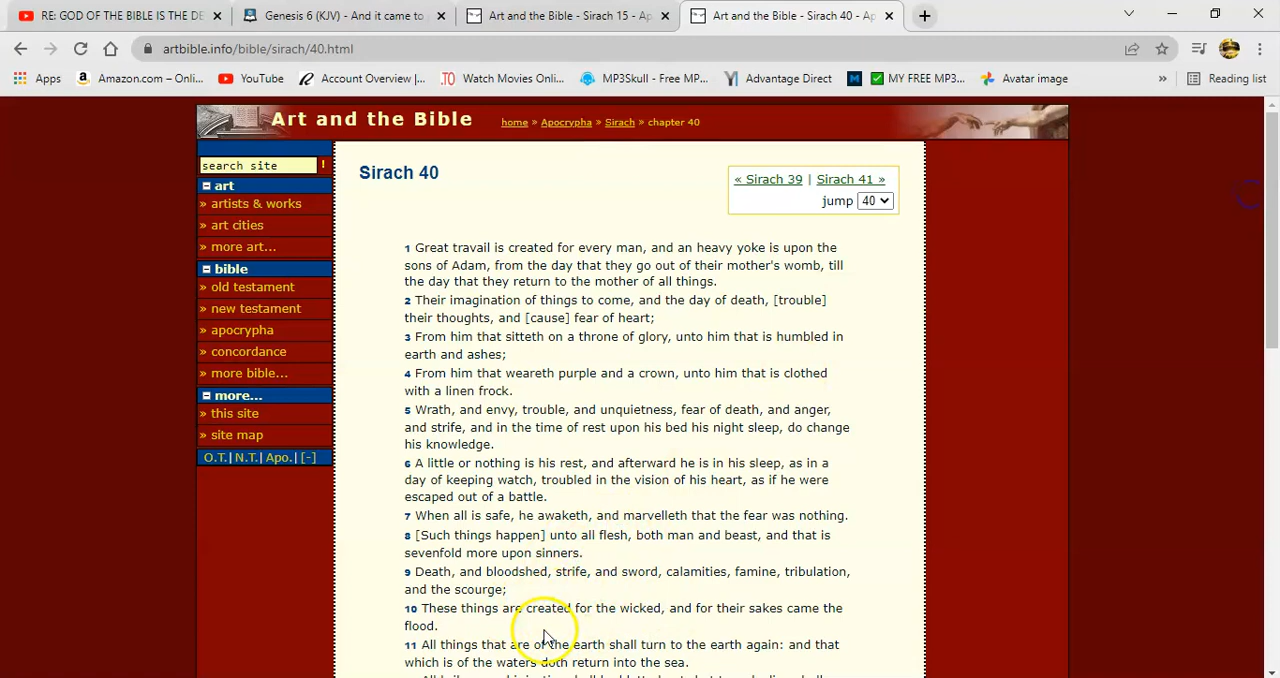 RE: GOD OF THE BIBLE IS THE DE
Genesis 6 (KJV) - And it came to
Art and the Bible - Sirach 15 - Ap
Art and the Bible - Sirach 40 - Ap
artbible.info/bible/sirach/40.html
Apps
Amazon.com – Onli...
YouTube
Account Overview |...
Watch Movies Onli...
MP3Skull - Free MP...
Advantage Direct
MY FREE MP3...
Avatar image
»
Reading list
Art and the Bible
home » Apocrypha » Sirach » chapter 40
search site !
art
» artists & works
» art cities
» more art...
bible
» old testament
» new testament
» apocrypha
» concordance
» more bible...
more...
» this site
» site map
O.T.| N.T.| Apo.| [-]
Sirach 40
« Sirach 39 | Sirach 41 »
jump 40
1 Great travail is created for every man, and an heavy yoke is upon the
sons of Adam, from the day that they go out of their mother's womb, till
the day that they return to the mother of all things.
2 Their imagination of things to come, and the day of death, [trouble]
their thoughts, and [cause] fear of heart;
3 From him that sitteth on a throne of glory, unto him that is humbled in
earth and ashes;
4 From him that weareth purple and a crown, unto him that is clothed
with a linen frock.
5 Wrath, and envy, trouble, and unquietness, fear of death, and anger,
and strife, and in the time of rest upon his bed his night sleep, do change
his knowledge.
6 A little or nothing is his rest, and afterward he is in his sleep, as in a
day of keeping watch, troubled in the vision of his heart, as if he were
escaped out of a battle.
7 When all is safe, he awaketh, and marvelleth that the fear was nothing.
8 [Such things happen] unto all flesh, both man and beast, and that is
sevenfold more upon sinners.
9 Death, and bloodshed, strife, and sword, calamities, famine, tribulation,
and the scourge;
10 These things are created for the wicked, and for their sakes came the
flood.
11 All things that are of the earth shall turn to the earth again: and that
which is of the waters doth return into the sea.